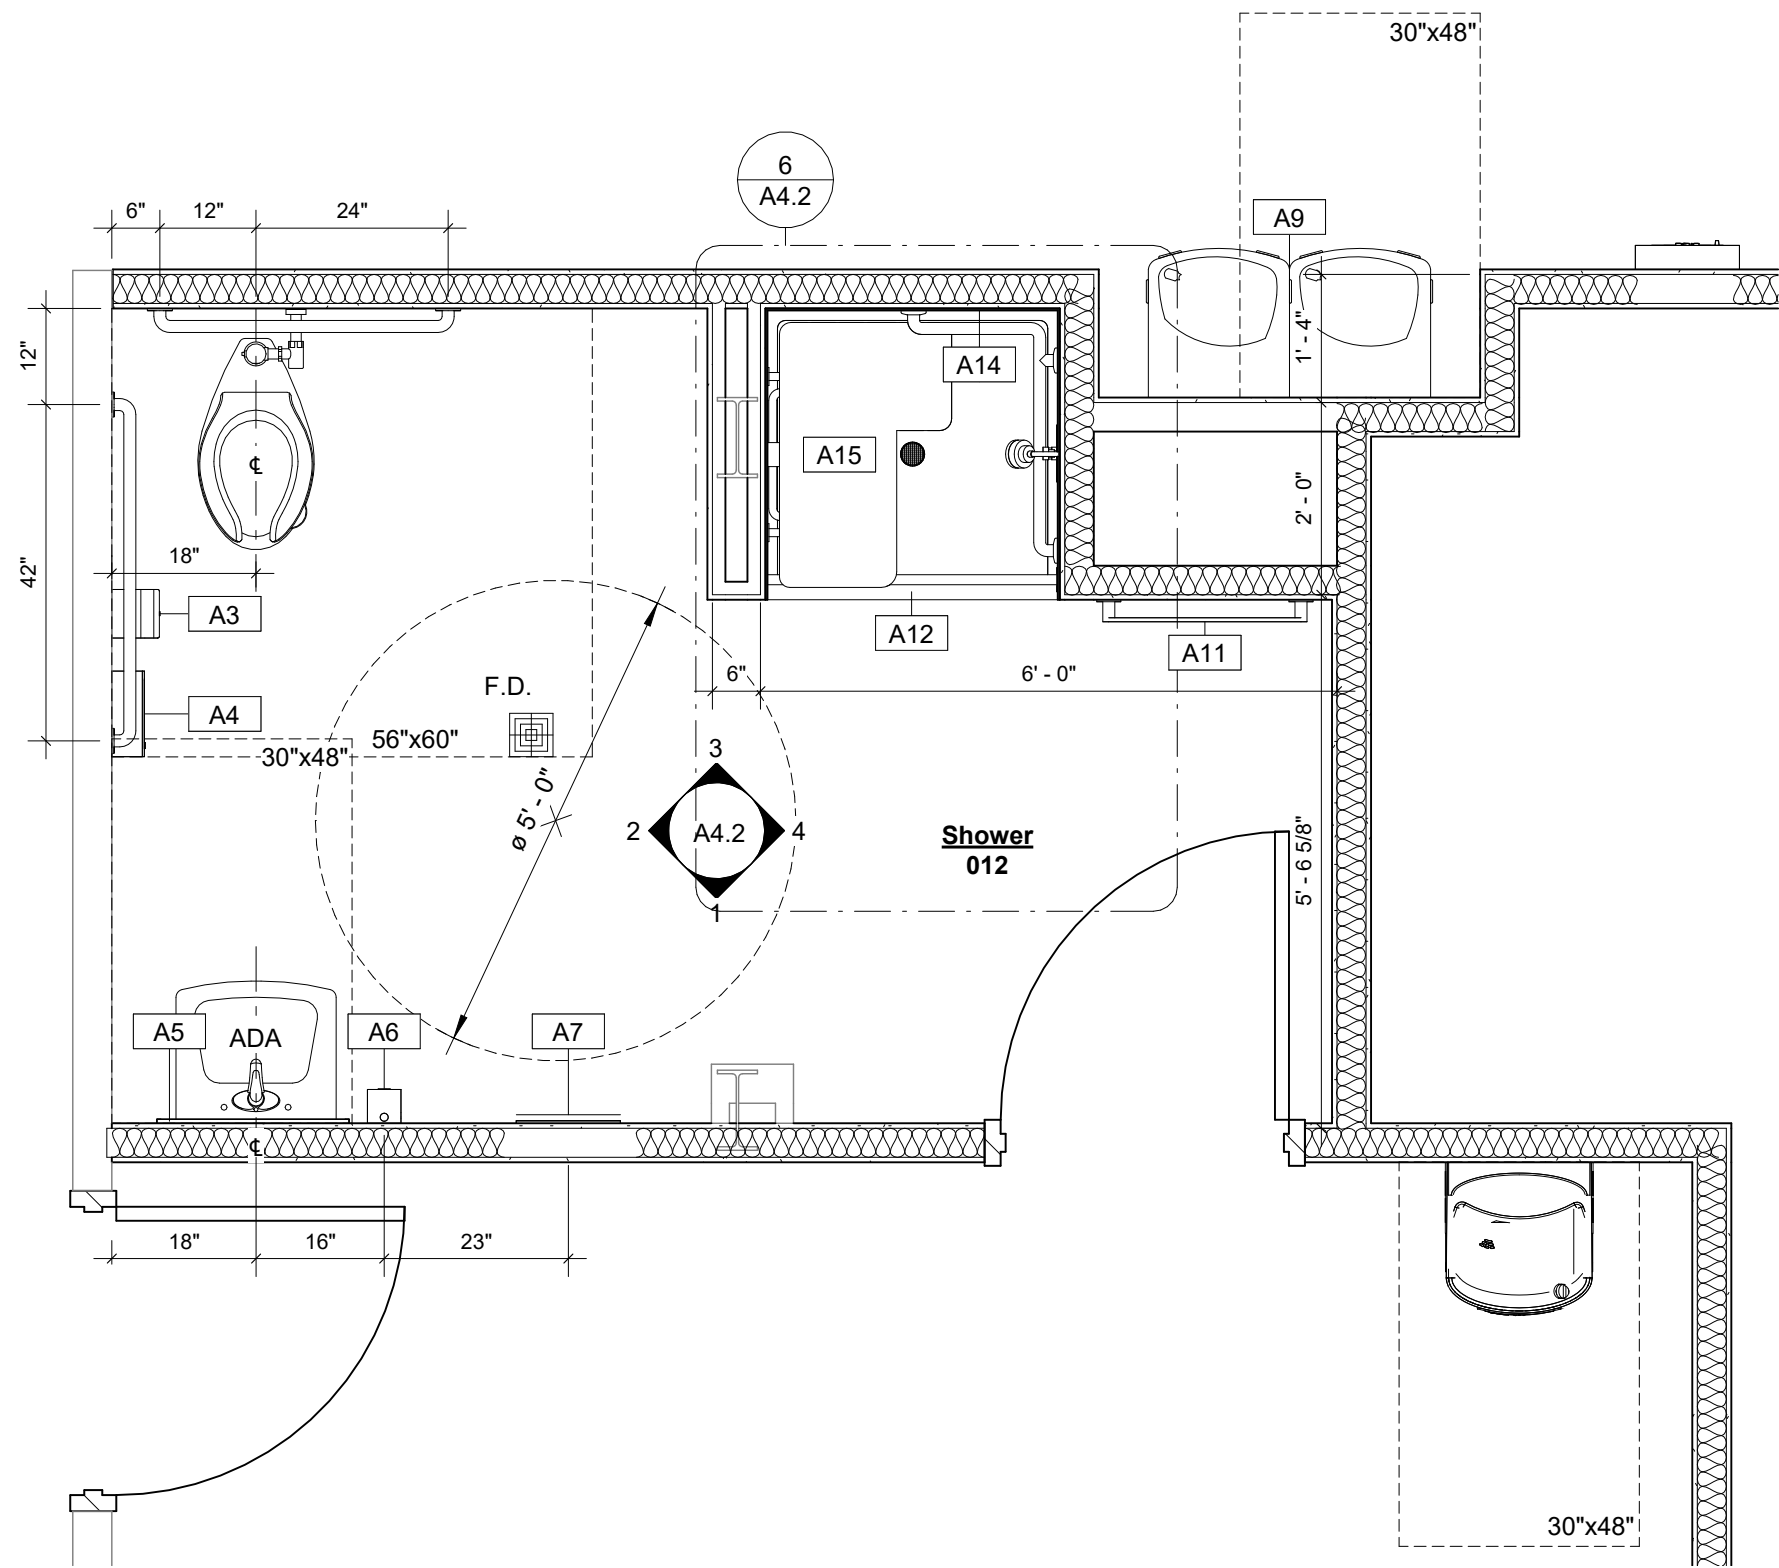 30"x48"
6
A4.2
6"
12"
24"
A9
12"
1' - 4"
A14
A15
℄
2' - 0"
18"
42"
A3
A12
A11
6"
6' - 0"
F.D.
A4
56"x60"
30"x48"
3
ø 5' - 0"
2
A4.2
4
1
Shower
012
5' - 6 5/8"
A5
ADA
A6
A7
℄
18"
16"
23"
30"x48"